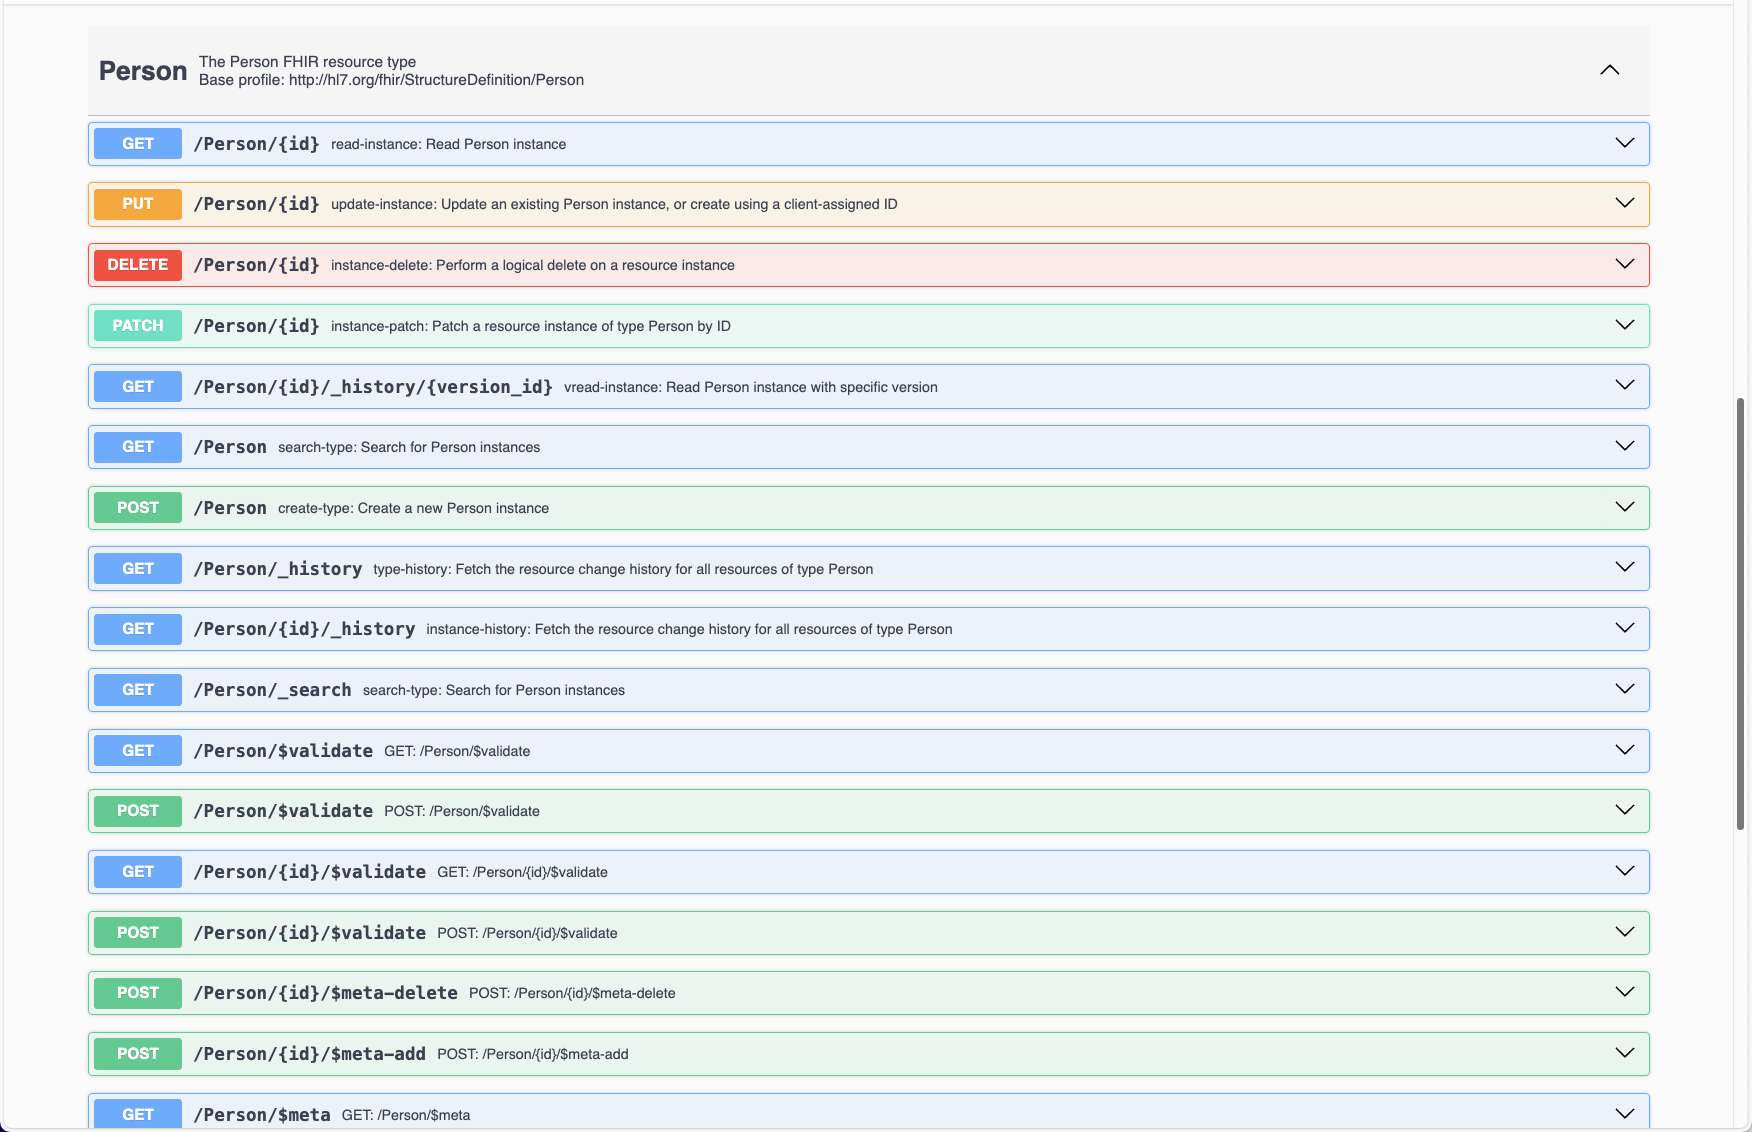 Person The Person FHIR resource type
Base profile: http://hl7.org/fhir/StructureDefinition/Person
GET /Person/{id} read-instance: Read Person instance
PUT /Person/{id} update-instance: Update an existing Person instance, or create using a client-assigned ID
DELETE /Person/{id} instance-delete: Perform a logical delete on a resource instance
PATCH /Person/{id} instance-patch: Patch a resource instance of type Person by ID
GET /Person/{id}/_history/{version_id} vread-instance: Read Person instance with specific version
GET /Person search-type: Search for Person instances
POST /Person create-type: Create a new Person instance
GET /Person/_history type-history: Fetch the resource change history for all resources of type Person
GET /Person/{id}/_history instance-history: Fetch the resource change history for all resources of type Person
GET /Person/_search search-type: Search for Person instances
GET /Person/$validate GET: /Person/$validate
POST /Person/$validate POST: /Person/$validate
GET /Person/{id}/$validate GET: /Person/{id}/$validate
POST /Person/{id}/$validate POST: /Person/{id}/$validate
POST /Person/{id}/$meta-delete POST: /Person/{id}/$meta-delete
POST /Person/{id}/$meta-add POST: /Person/{id}/$meta-add
GET /Person/$meta GET: /Person/$meta